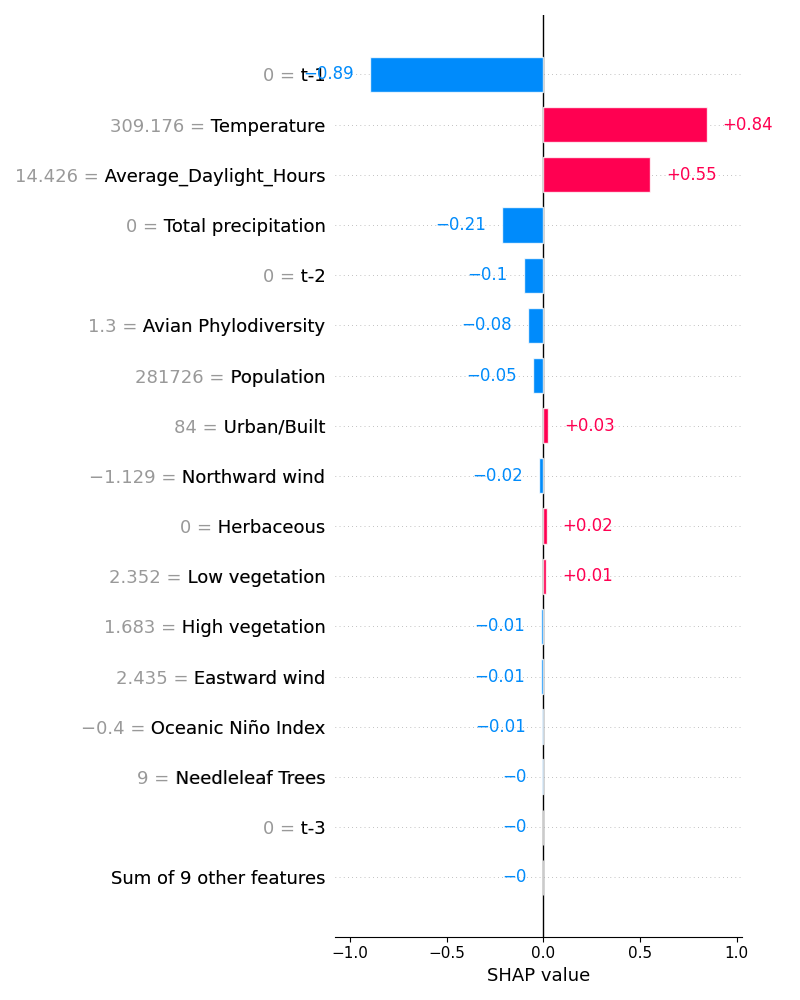 0 = t-1 −0.89
309.176 = Temperature +0.84
14.426 = Average_Daylight_Hours +0.55
0 = Total precipitation −0.21
0 = t-2 −0.1
1.3 = Avian Phylodiversity −0.08
281726 = Population −0.05
84 = Urban/Built +0.03
−1.129 = Northward wind −0.02
0 = Herbaceous +0.02
2.352 = Low vegetation +0.01
1.683 = High vegetation −0.01
2.435 = Eastward wind −0.01
−0.4 = Oceanic Niño Index −0.01
9 = Needleleaf Trees −0
0 = t-3 −0
Sum of 9 other features −0
−1.0 −0.5 0.0 0.5 1.0
SHAP value